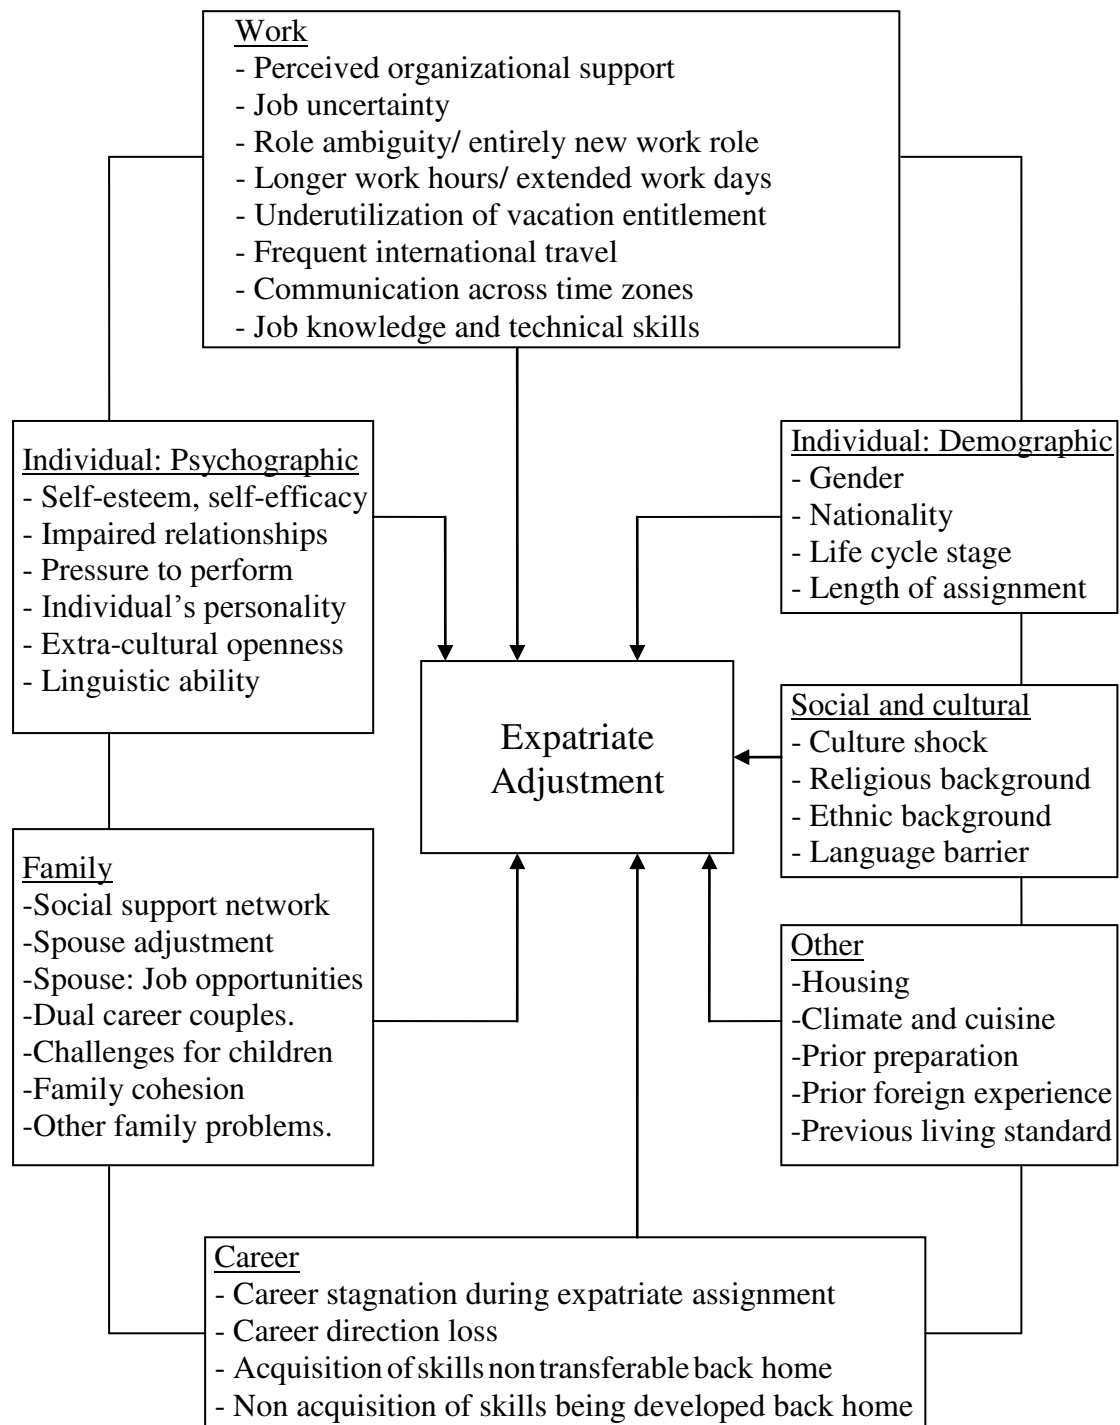 Work
- Perceived organizational support
- Job uncertainty
- Role ambiguity/ entirely new work role
- Longer work hours/ extended work days
- Underutilization of vacation entitlement
- Frequent international travel
- Communication across time zones
- Job knowledge and technical skills
Individual: Psychographic
- Self-esteem, self-efficacy
- Impaired relationships
- Pressure to perform
- Individual’s personality
- Extra-cultural openness
- Linguistic ability
Individual: Demographic
- Gender
- Nationality
- Life cycle stage
- Length of assignment
Expatriate
Adjustment
Social and cultural
- Culture shock
- Religious background
- Ethnic background
- Language barrier
Family
-Social support network
-Spouse adjustment
-Spouse: Job opportunities
-Dual career couples.
-Challenges for children
-Family cohesion
-Other family problems.
Other
-Housing
-Climate and cuisine
-Prior preparation
-Prior foreign experience
-Previous living standard
Career
- Career stagnation during expatriate assignment
- Career direction loss
- Acquisition of skills non transferable back home
- Non acquisition of skills being developed back home